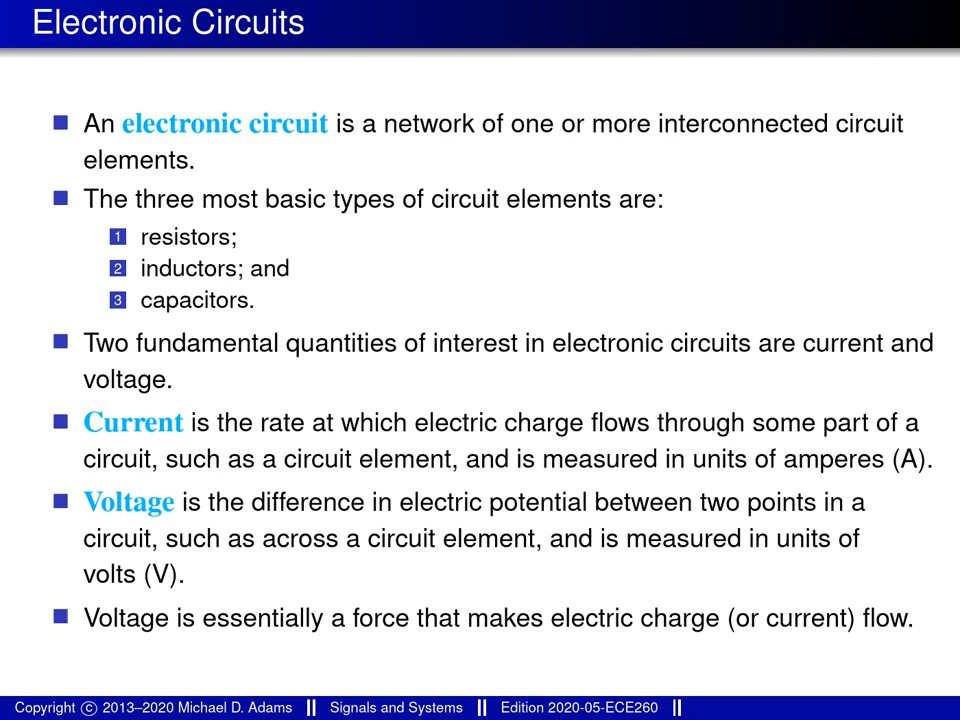 Electronic Circuits
An electronic circuit is a network of one or more interconnected circuit
elements.
The three most basic types of circuit elements are:
1 resistors;
2 inductors; and
3 capacitors.
Two fundamental quantities of interest in electronic circuits are current and
voltage.
Current is the rate at which electric charge flows through some part of a
circuit, such as a circuit element, and is measured in units of amperes (A).
Voltage is the difference in electric potential between two points in a
circuit, such as across a circuit element, and is measured in units of
volts (V).
Voltage is essentially a force that makes electric charge (or current) flow.
Copyright © 2013–2020 Michael D. Adams Signals and Systems Edition 2020-05-ECE260